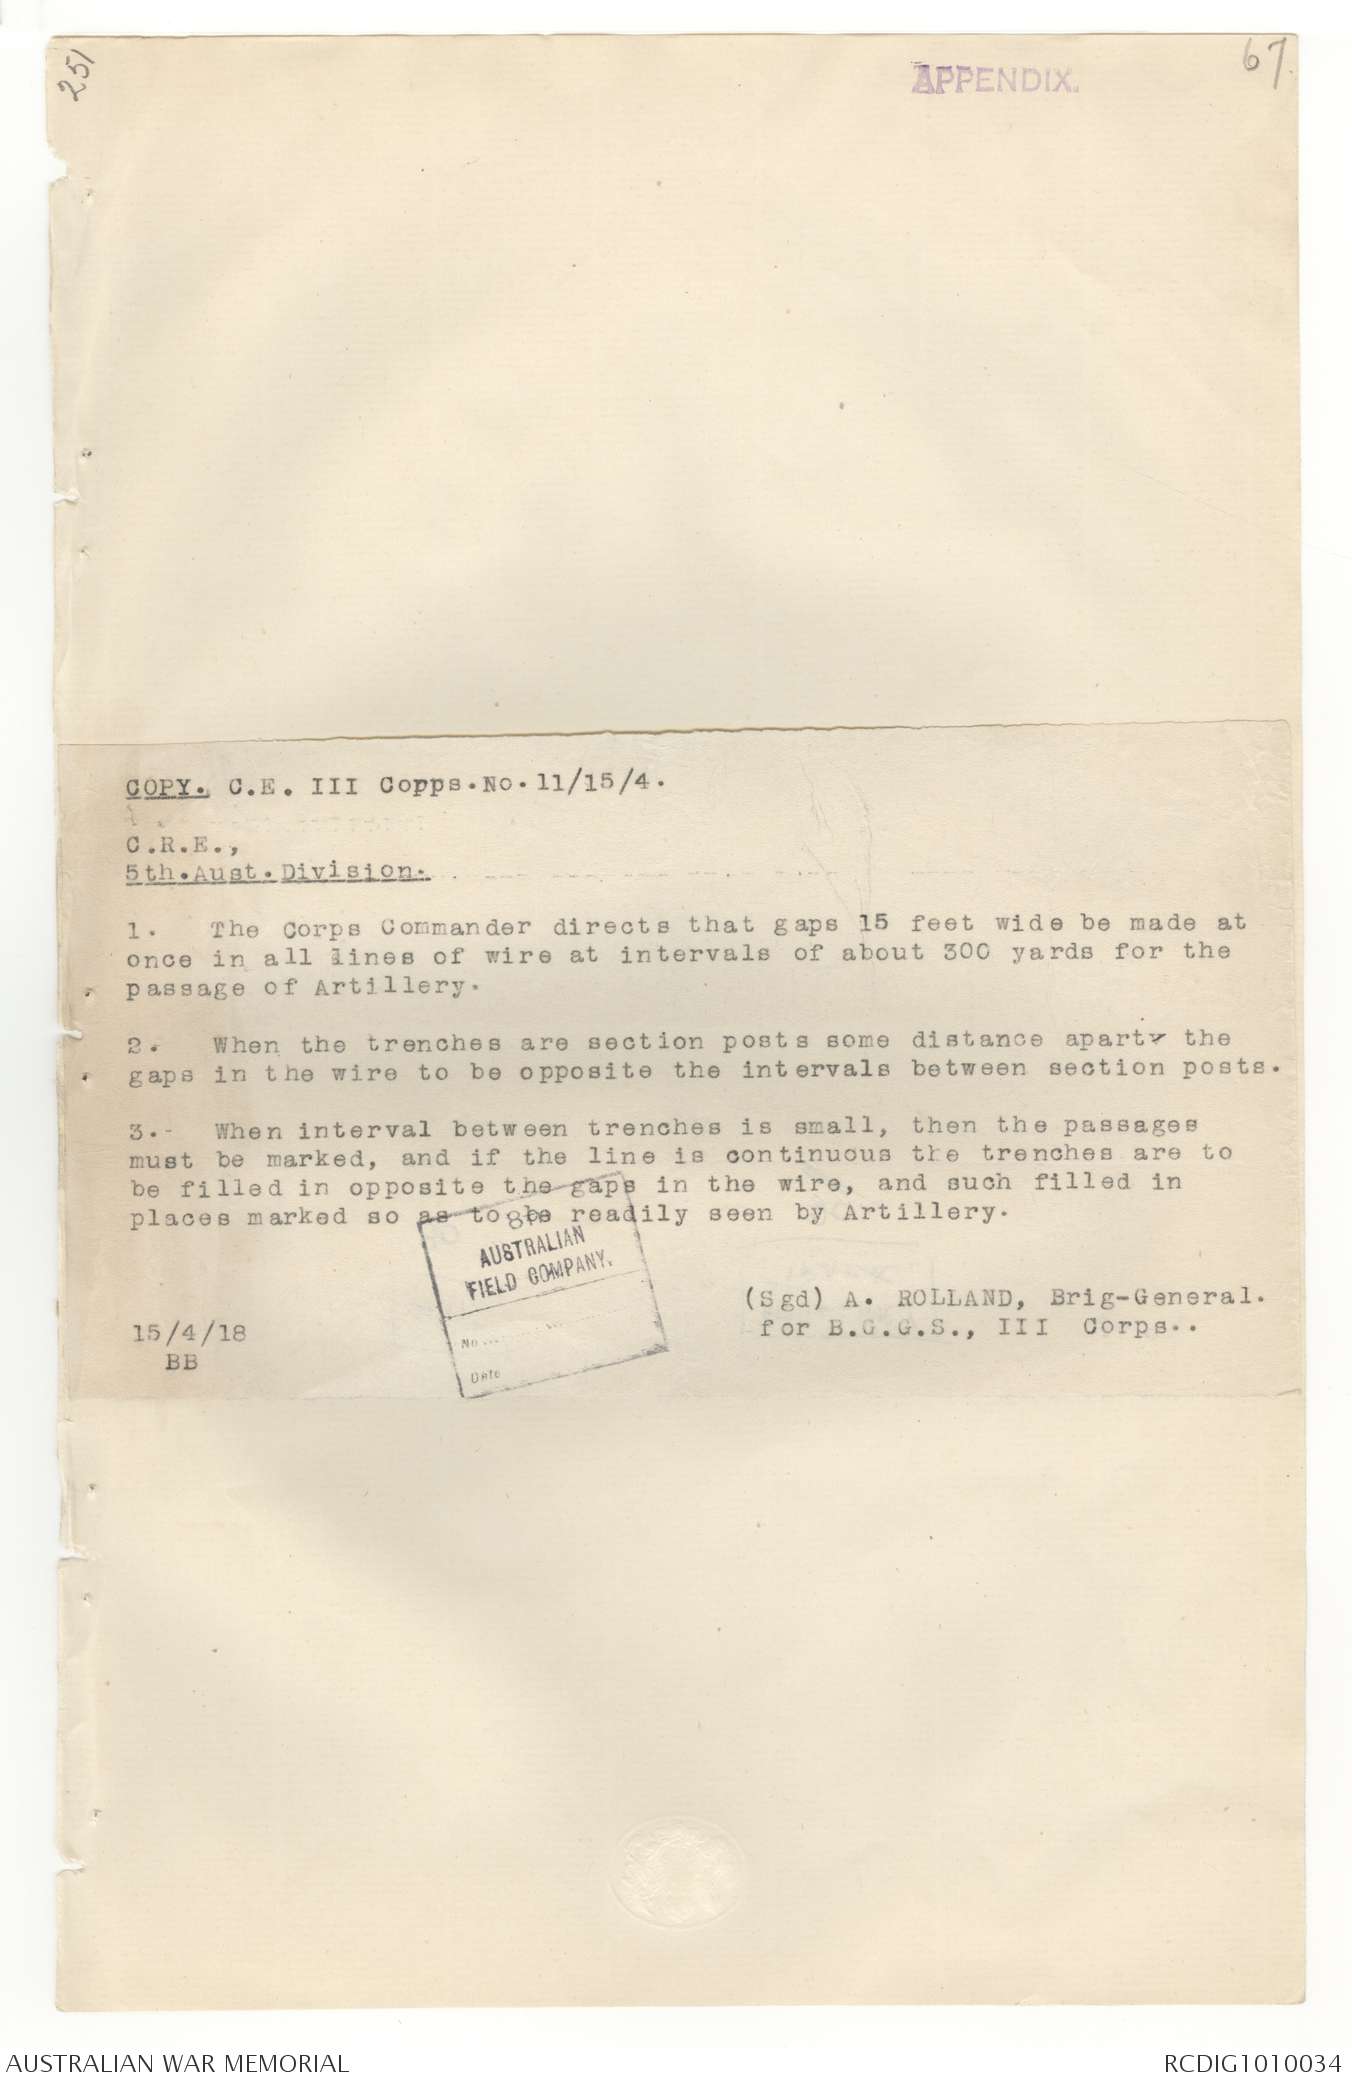 251
APPENDIX.
67
COPY. C.E. III Corps.No.11/15/4.
C.R.E.,
5th.Aust.Division.
1. The Corps Commander directs that gaps 15 feet wide be made at
once in all lines of wire at intervals of about 300 yards for the
passage of Artillery.
2. When the trenches are section posts some distance apart, the
gaps in the wire to be opposite the intervals between section posts.
3.- When interval between trenches is small, then the passages
must be marked, and if the line is continuous the trenches are to
be filled in opposite the gaps in the wire, and such filled in
places marked so as to be readily seen by Artillery.
8th
AUSTRALIAN
FIELD COMPANY.
No
Date
(Sgd) A. ROLLAND, Brig-General.
for B.G.G.S., III Corps..
15/4/18
BB
AUSTRALIAN WAR MEMORIAL
RCDIG1010034